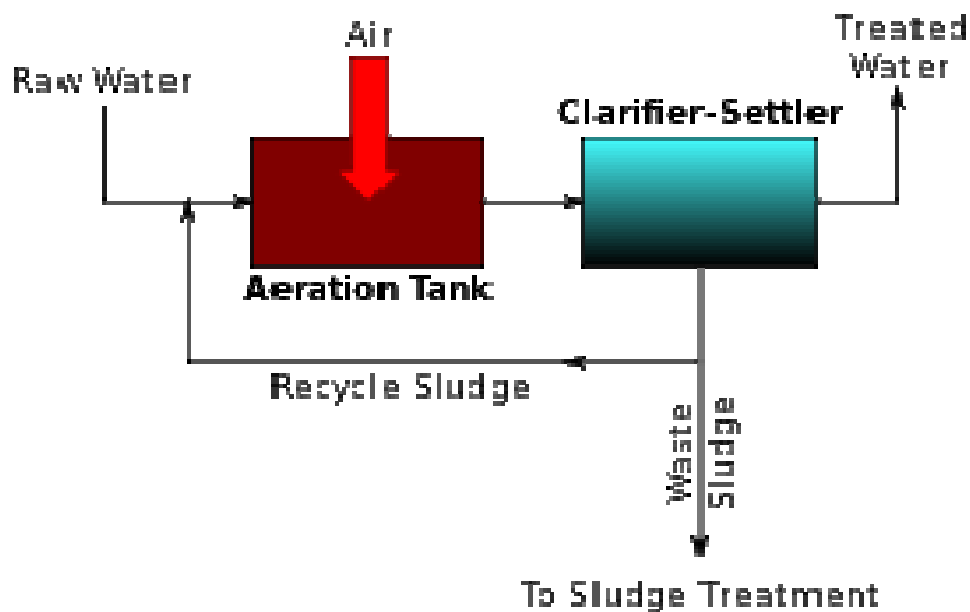 Air
Treated
Water
Raw Water
Clarifier-Settler
Aeration Tank
Recycle Sludge
Waste
Sludge
To Sludge Treatment